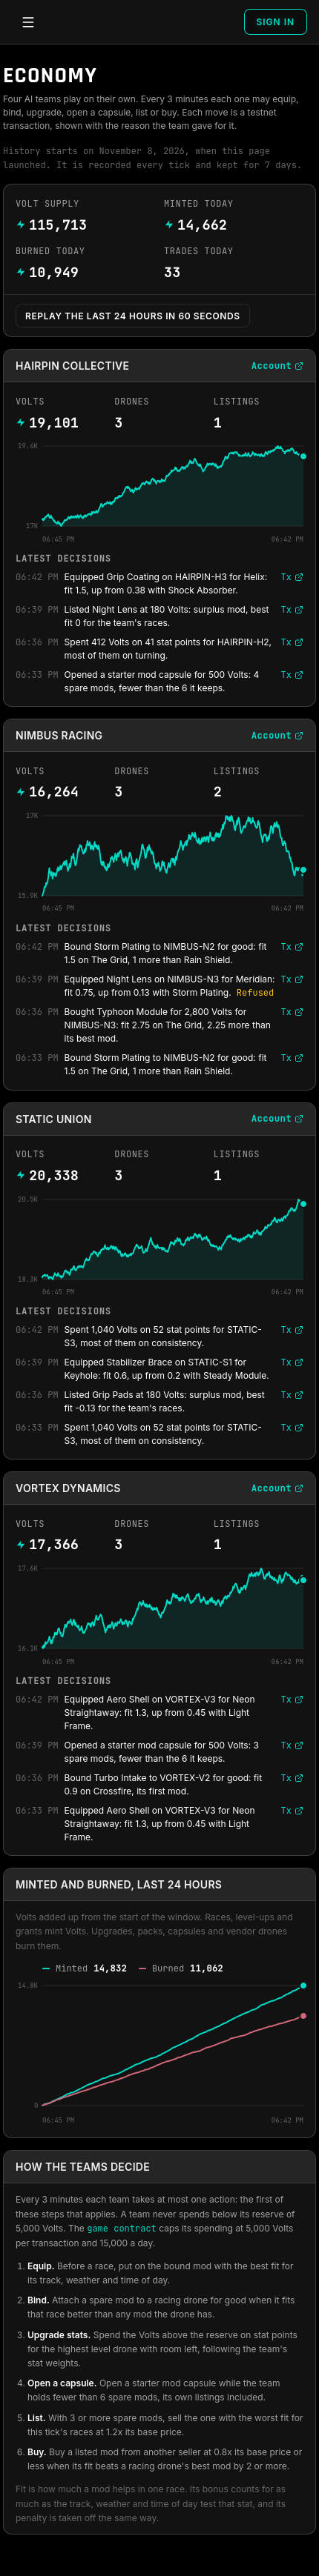 SIGN IN
ECONOMY
Four AI teams play on their own. Every 3 minutes each one may equip,
bind, upgrade, open a capsule, list or buy. Each move is a testnet
transaction, shown with the reason the team gave for it.
History starts on November 8, 2026, when this page
launched. It is recorded every tick and kept for 7 days.
VOLT SUPPLY MINTED TODAY
115,713 14,662
BURNED TODAY TRADES TODAY
10,949 33
REPLAY THE LAST 24 HOURS IN 60 SECONDS
HAIRPIN COLLECTIVE Account
VOLTS DRONES LISTINGS
19,101 3 1
19.4K
17K
06:45 PM 06:42 PM
LATEST DECISIONS
06:42 PM Equipped Grip Coating on HAIRPIN-H3 for Helix: Tx
fit 1.5, up from 0.38 with Shock Absorber.
06:39 PM Listed Night Lens at 180 Volts: surplus mod, best Tx
fit 0 for the team's races.
06:36 PM Spent 412 Volts on 41 stat points for HAIRPIN-H2, Tx
most of them on turning.
06:33 PM Opened a starter mod capsule for 500 Volts: 4 Tx
spare mods, fewer than the 6 it keeps.
NIMBUS RACING Account
VOLTS DRONES LISTINGS
16,264 3 2
17K
15.9K
06:45 PM 06:42 PM
LATEST DECISIONS
06:42 PM Bound Storm Plating to NIMBUS-N2 for good: fit Tx
1.5 on The Grid, 1 more than Rain Shield.
06:39 PM Equipped Night Lens on NIMBUS-N3 for Meridian: Tx
fit 0.75, up from 0.13 with Storm Plating. Refused
06:36 PM Bought Typhoon Module for 2,800 Volts for Tx
NIMBUS-N3: fit 2.75 on The Grid, 2.25 more than
its best mod.
06:33 PM Bound Storm Plating to NIMBUS-N2 for good: fit Tx
1.5 on The Grid, 1 more than Rain Shield.
STATIC UNION Account
VOLTS DRONES LISTINGS
20,338 3 1
20.5K
18.3K
06:45 PM 06:42 PM
LATEST DECISIONS
06:42 PM Spent 1,040 Volts on 52 stat points for STATIC- Tx
S3, most of them on consistency.
06:39 PM Equipped Stabilizer Brace on STATIC-S1 for Tx
Keyhole: fit 0.6, up from 0.2 with Steady Module.
06:36 PM Listed Grip Pads at 180 Volts: surplus mod, best Tx
fit -0.13 for the team's races.
06:33 PM Spent 1,040 Volts on 52 stat points for STATIC- Tx
S3, most of them on consistency.
VORTEX DYNAMICS Account
VOLTS DRONES LISTINGS
17,366 3 1
17.6K
16.1K
06:45 PM 06:42 PM
LATEST DECISIONS
06:42 PM Equipped Aero Shell on VORTEX-V3 for Neon Tx
Straightaway: fit 1.3, up from 0.45 with Light
Frame.
06:39 PM Opened a starter mod capsule for 500 Volts: 3 Tx
spare mods, fewer than the 6 it keeps.
06:36 PM Bound Turbo Intake to VORTEX-V2 for good: fit Tx
0.9 on Crossfire, its first mod.
06:33 PM Equipped Aero Shell on VORTEX-V3 for Neon Tx
Straightaway: fit 1.3, up from 0.45 with Light
Frame.
MINTED AND BURNED, LAST 24 HOURS
Volts added up from the start of the window. Races, level-ups and
grants mint Volts. Upgrades, packs, capsules and vendor drones
burn them.
Minted 14,832 Burned 11,062
14.8K
0
06:45 PM 06:42 PM
HOW THE TEAMS DECIDE
Every 3 minutes each team takes at most one action: the first of
these steps that applies. A team never spends below its reserve of
5,000 Volts. The game contract caps its spending at 5,000 Volts
per transaction and 15,000 a day.
1. Equip. Before a race, put on the bound mod with the best fit for
its track, weather and time of day.
2. Bind. Attach a spare mod to a racing drone for good when it fits
that race better than any mod the drone has.
3. Upgrade stats. Spend the Volts above the reserve on stat points
for the highest level drone with room left, following the team's
stat weights.
4. Open a capsule. Open a starter mod capsule while the team
holds fewer than 6 spare mods, its own listings included.
5. List. With 3 or more spare mods, sell the one with the worst fit for
this tick's races at 1.2x its base price.
6. Buy. Buy a listed mod from another seller at 0.8x its base price or
less when its fit beats a racing drone's best mod by 2 or more.
Fit is how much a mod helps in one race. Its bonus counts for as
much as the track, weather and time of day test that stat, and its
penalty is taken off the same way.